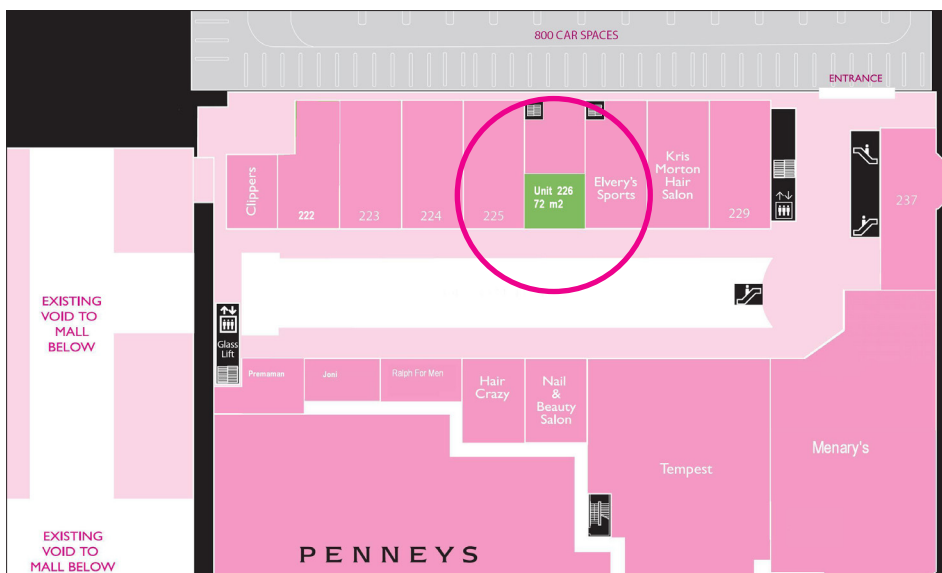 800 CAR SPACES
ENTRANCE
Clippers
222
223
224
225
Unit 226
72 m2
Elvery's
Sports
Kris
Morton
Hair
Salon
229
237
EXISTING
VOID TO
MALL
BELOW
Glass
Lift
Premaman
Joni
Ralph For Men
Hair
Crazy
Nail
&
Beauty
Salon
Tempest
Menary's
PENNEYS
EXISTING
VOID TO
MALL BELOW